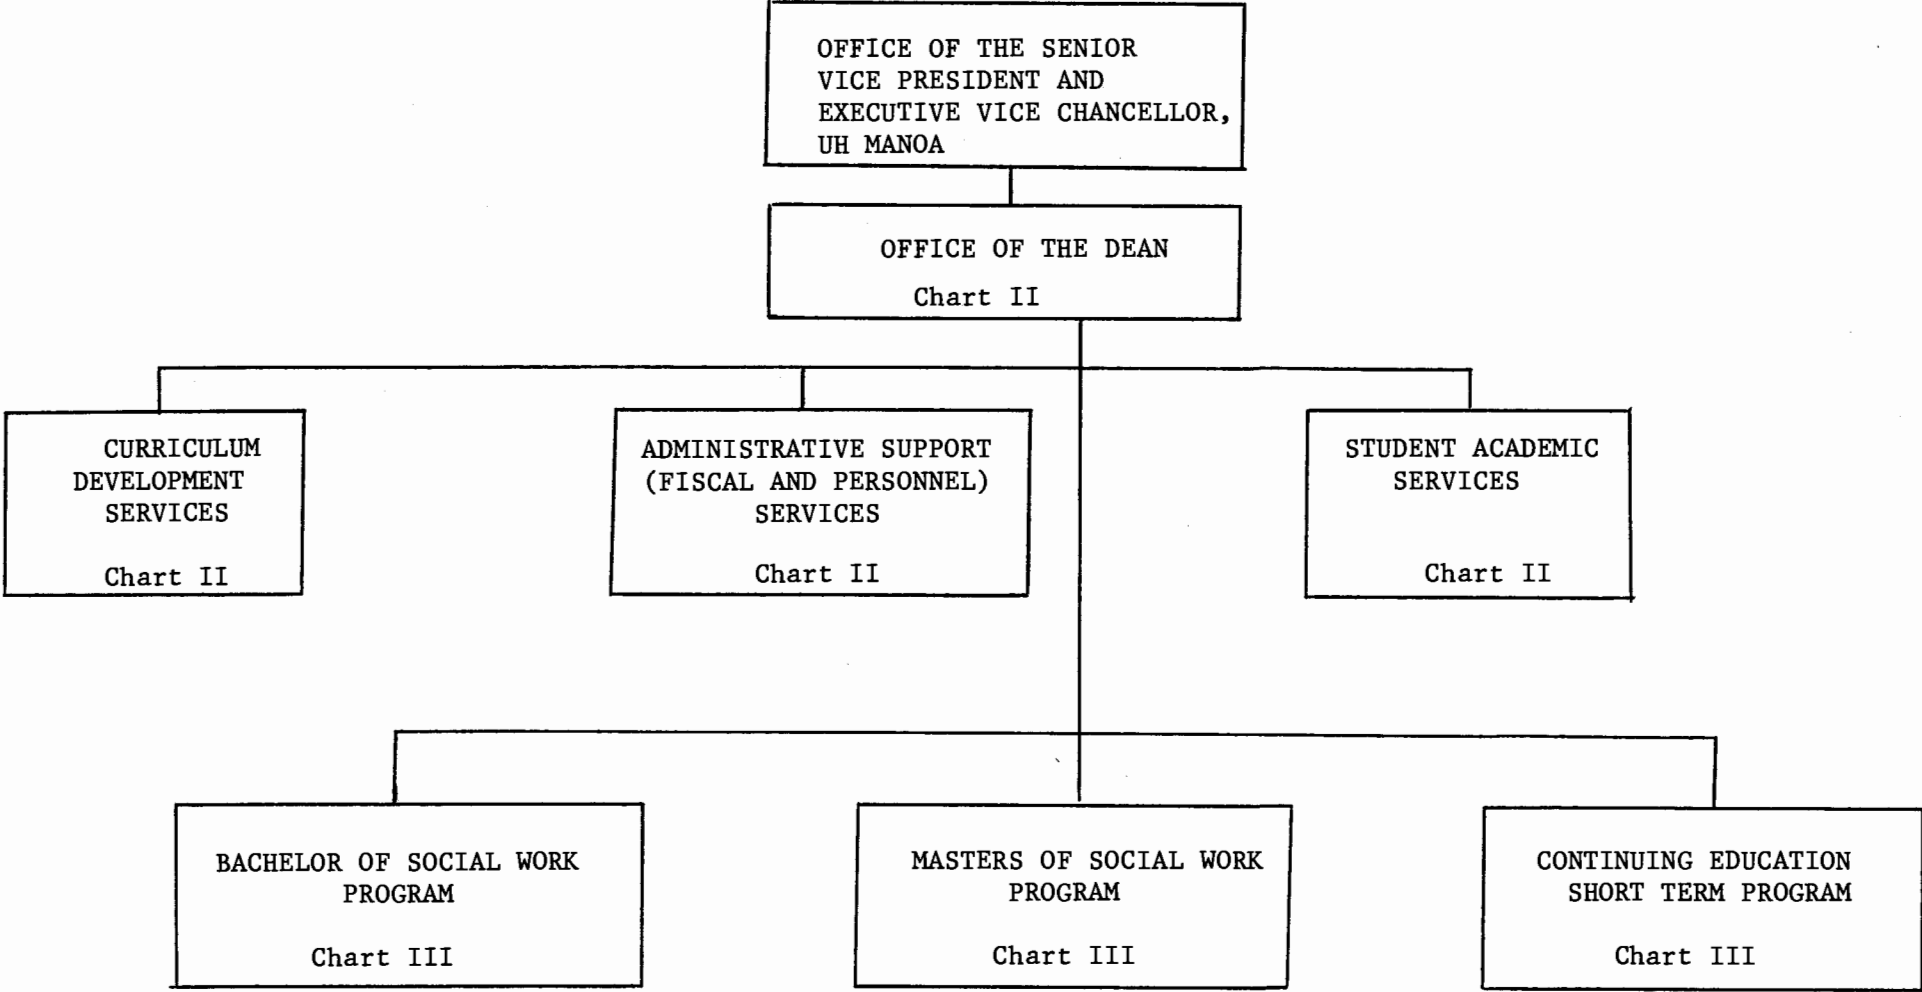 OFFICE OF THE SENIOR
VICE PRESIDENT AND
EXECUTIVE VICE CHANCELLOR,
UH MANOA
OFFICE OF THE DEAN
Chart II
CURRICULUM
DEVELOPMENT
SERVICES
Chart II
ADMINISTRATIVE SUPPORT
(FISCAL AND PERSONNEL)
SERVICES
Chart II
STUDENT ACADEMIC
SERVICES
Chart II
BACHELOR OF SOCIAL WORK
PROGRAM
Chart III
MASTERS OF SOCIAL WORK
PROGRAM
Chart III
CONTINUING EDUCATION
SHORT TERM PROGRAM
Chart III